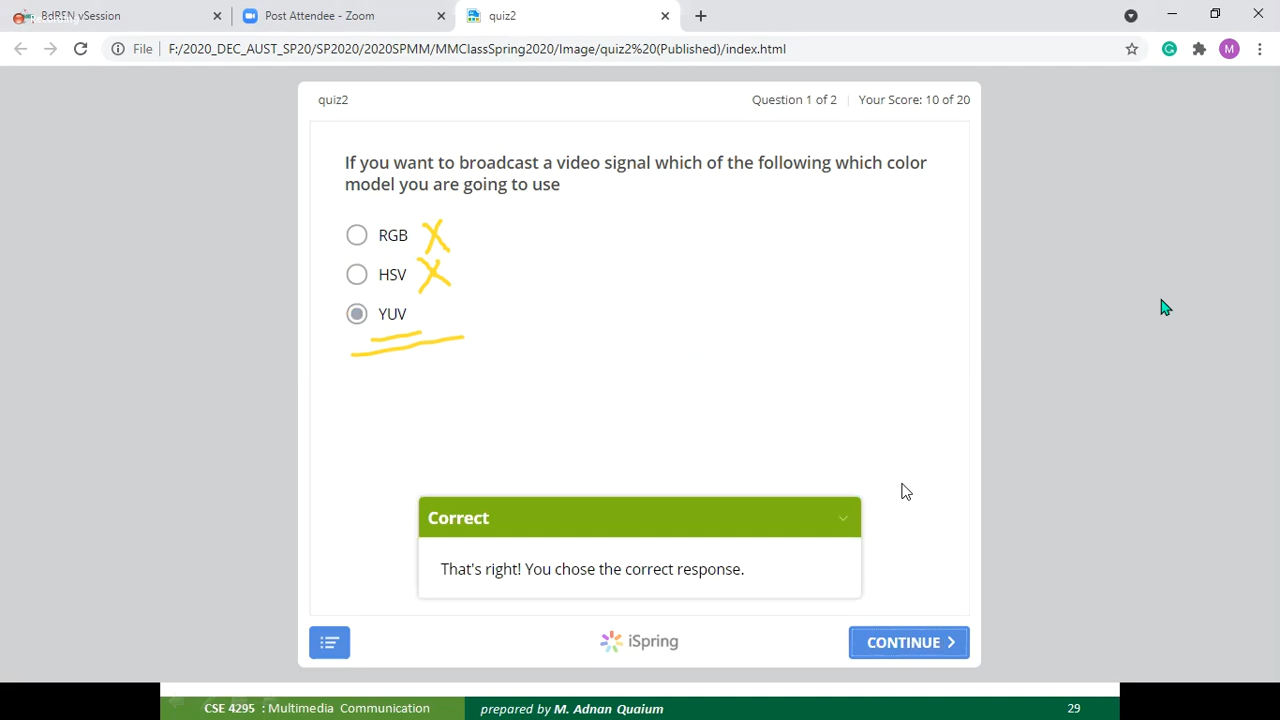 BdREN vSession
Recording
Post Attendee - Zoom
quiz2
File
F:/2020_DEC_AUST_SP20/SP2020/2020SPMM/MMClassSpring2020/Image/quiz2%20(Published)/index.html
M
quiz2
Question 1 of 2 | Your Score: 10 of 20
If you want to broadcast a video signal which of the following which color
model you are going to use
RGB X
HSV X
YUV
Correct
That's right! You chose the correct response.
iSpring
CONTINUE
CSE 4295 : Multimedia Communication
prepared by M. Adnan Quaium
29